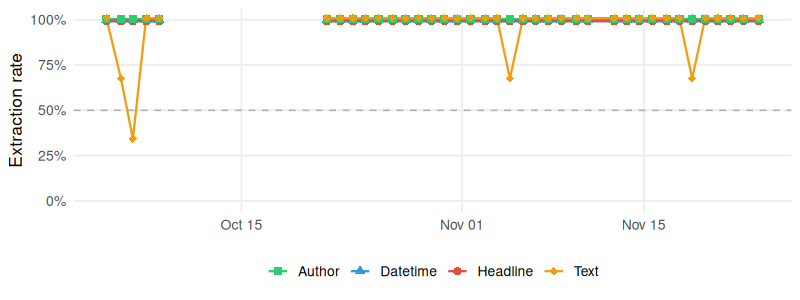 100%
75%
50%
25%
0%
Extraction rate
Oct 15 Nov 01 Nov 15
Author Datetime Headline Text